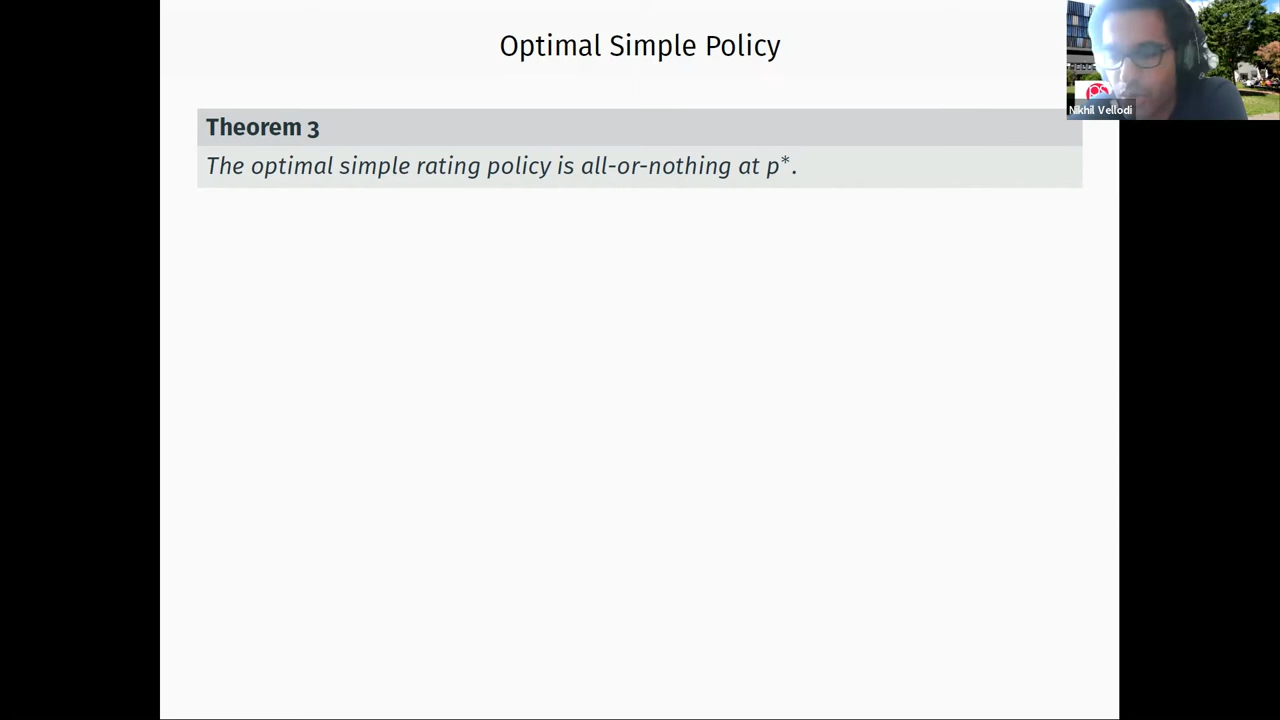 Optimal Simple Policy
Theorem 3
The optimal simple rating policy is all-or-nothing at p*.
Nikhil Vellodi